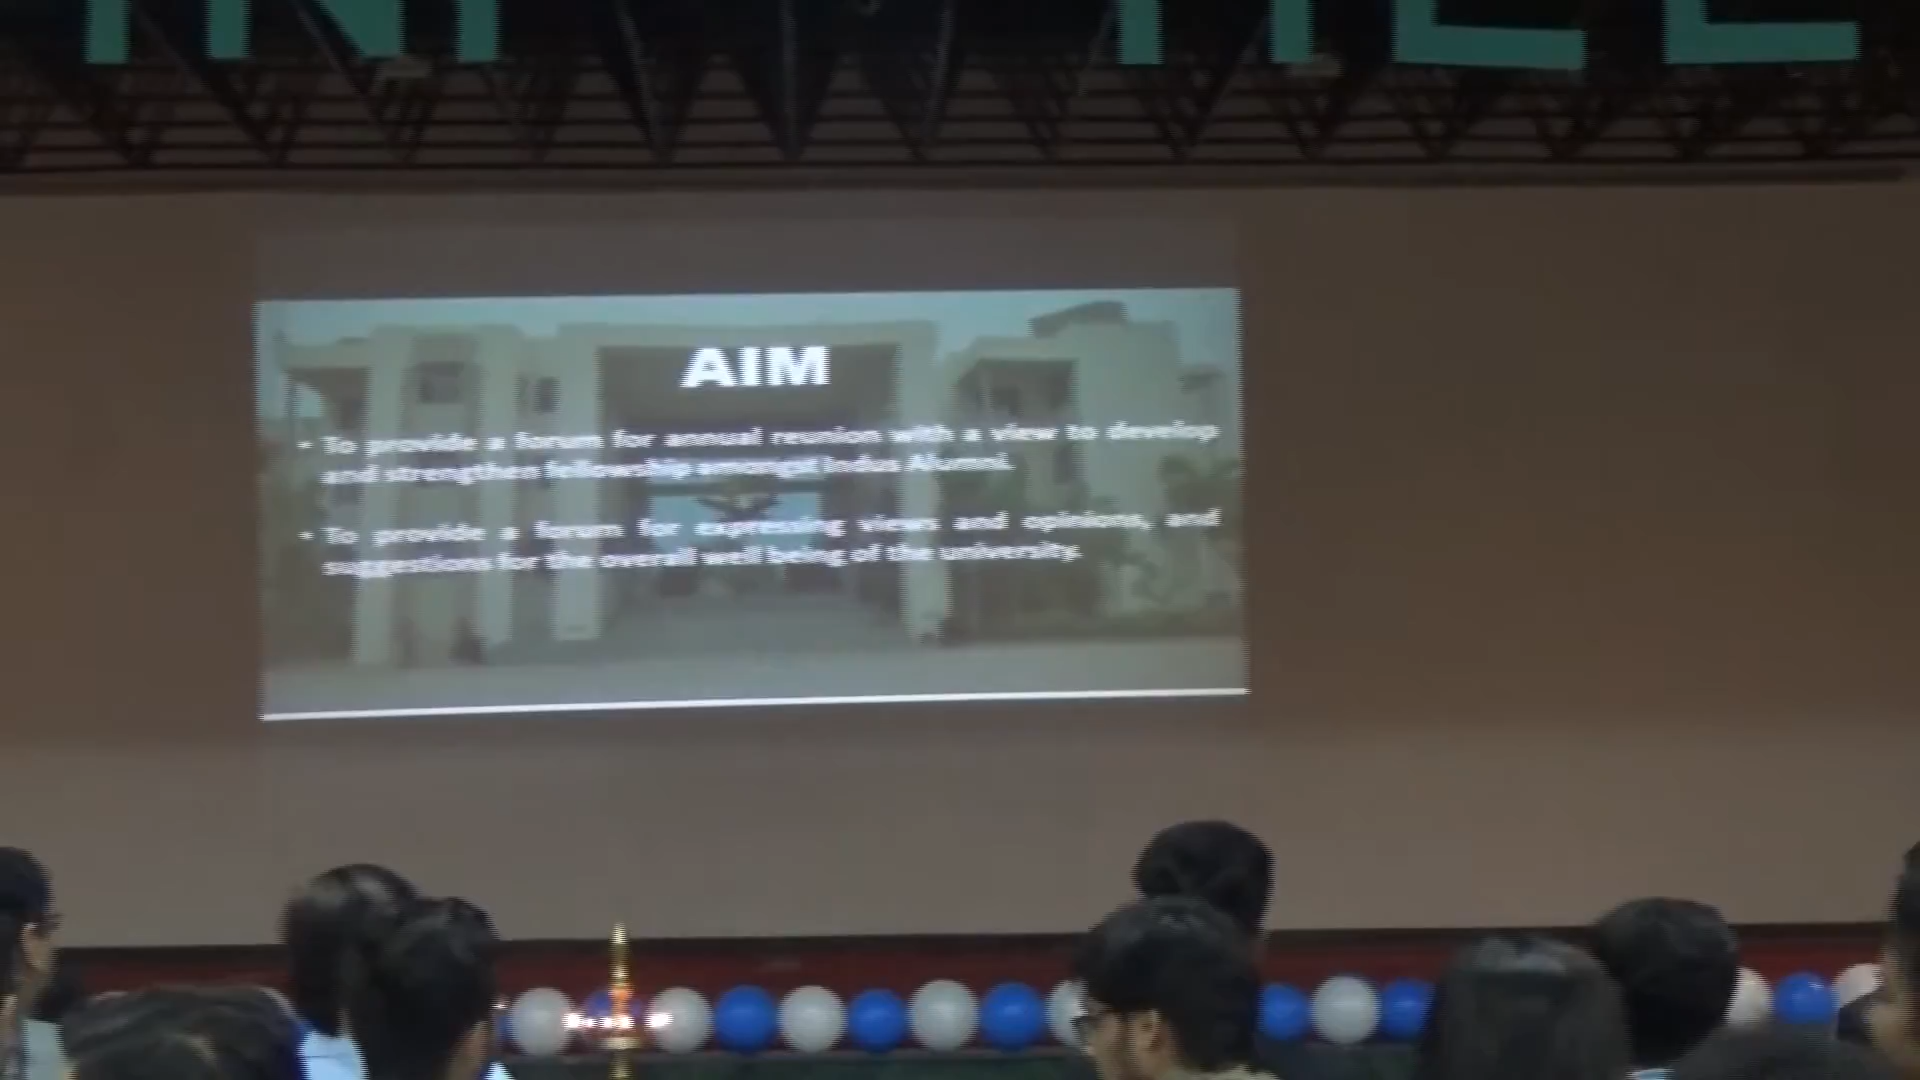 AIM
• To provide a forum for annual reunion with a view to develop
and strengthen fellowship amongst Indus Alumni.
• To provide a forum for expressing views and opinions, and
suggestions for the overall well being of the university.